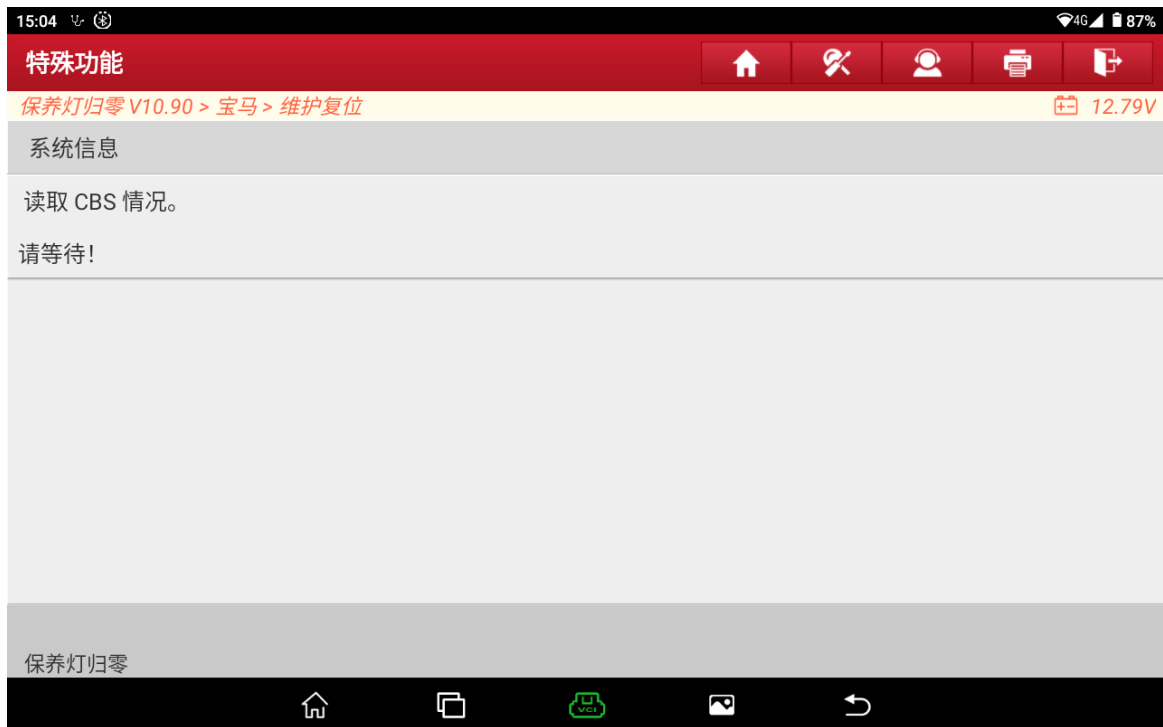 15:04 4G 87%
特殊功能
保养灯归零 V10.90 > 宝马 > 维护复位 12.79V
系统信息
读取 CBS 情况。
请等待！
保养灯归零
VCI